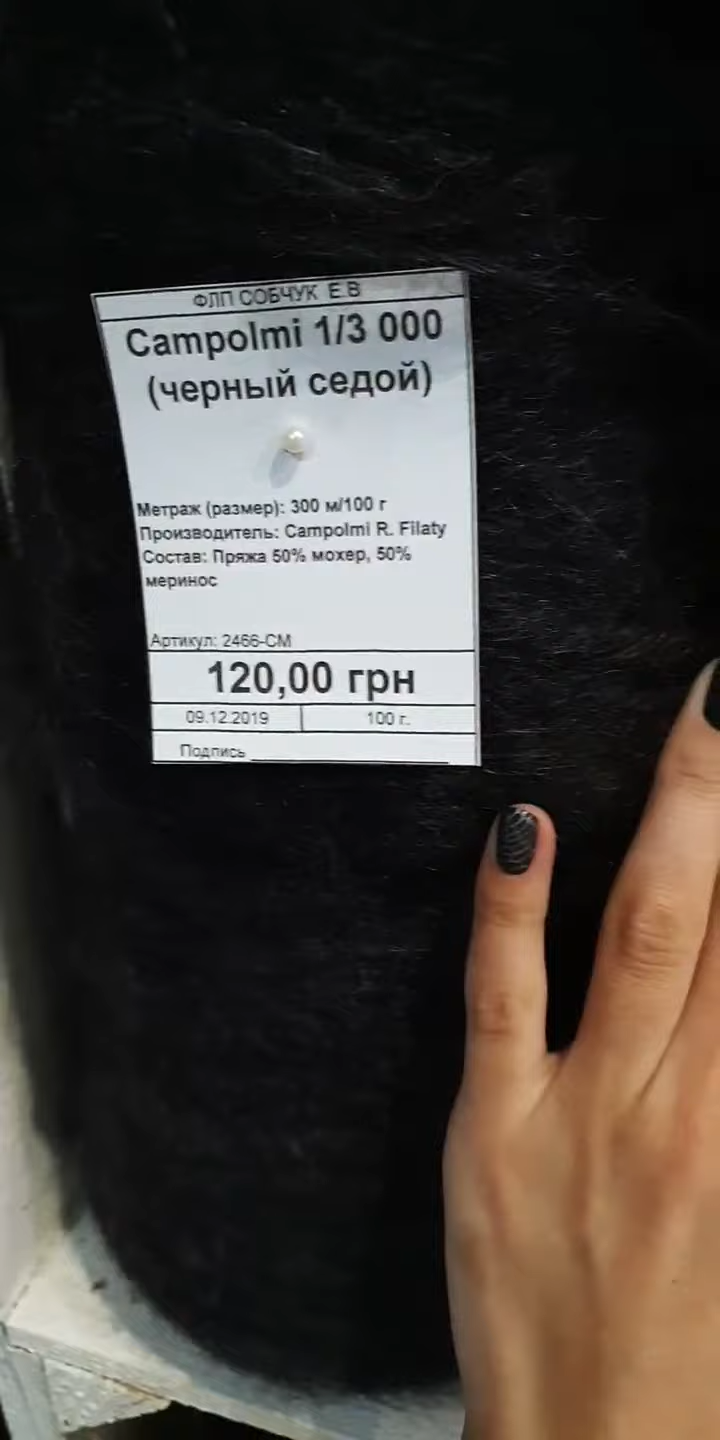 ФЛП СОБЧУК Е.В
Campolmi 1/3 000
(черный седой)
Метраж (размер): 300 м/100 г
Производитель: Campolmi R. Filaty
Состав: Пряжа 50% мохер, 50%
меринос
Артикул: 2466-СМ
120,00 грн
09.12.2019 100 г.
Подпись